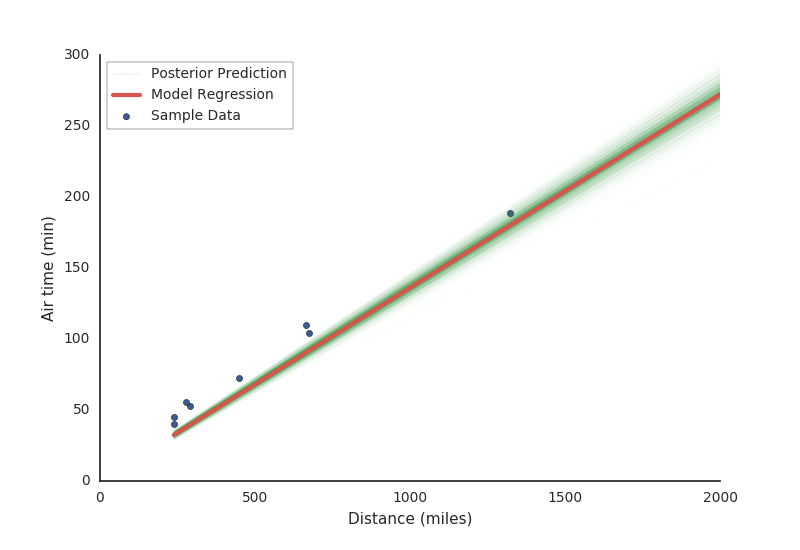 300
250
200
150
100
50
0
Air time (min)
Posterior Prediction
Model Regression
Sample Data
0 500 1000 1500 2000
Distance (miles)